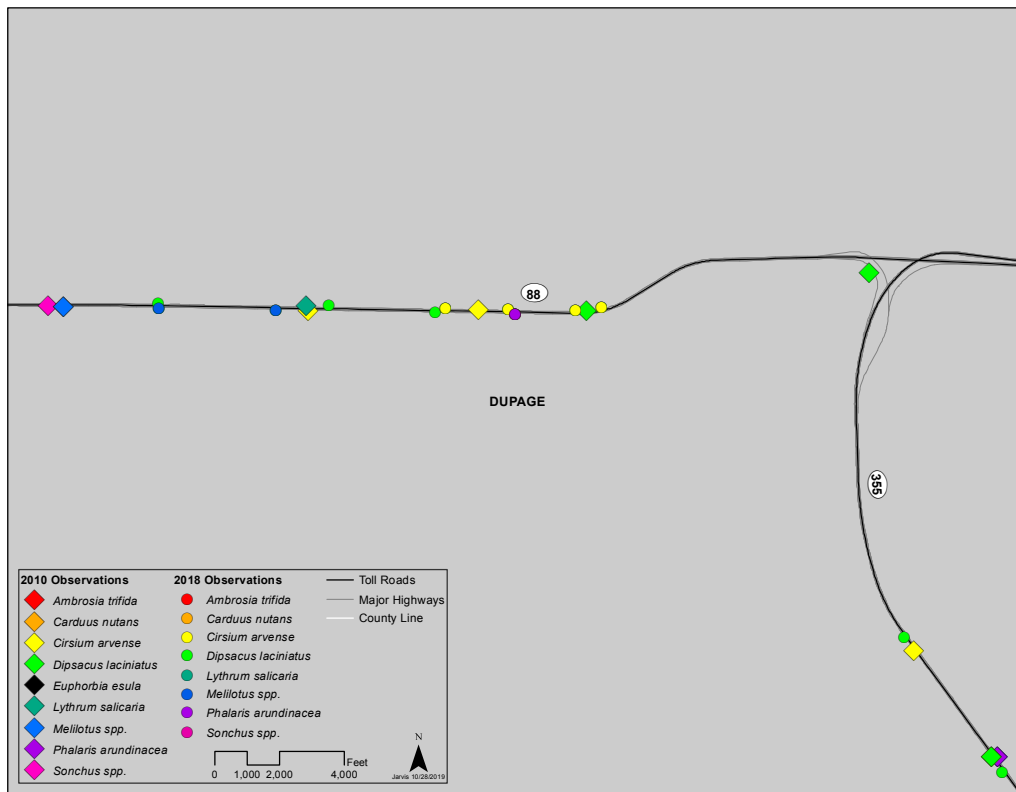 88
DUPAGE
355
2010 Observations
Ambrosia trifida
Carduus nutans
Cirsium arvense
Dipsacus laciniatus
Euphorbia esula
Lythrum salicaria
Melilotus spp.
Phalaris arundinacea
Sonchus spp.
2018 Observations
Ambrosia trifida
Carduus nutans
Cirsium arvense
Dipsacus laciniatus
Lythrum salicaria
Melilotus spp.
Phalaris arundinacea
Sonchus spp.
Toll Roads
Major Highways
County Line
Feet
0 1,000 2,000 4,000
N
Jarvis 10/28/2019